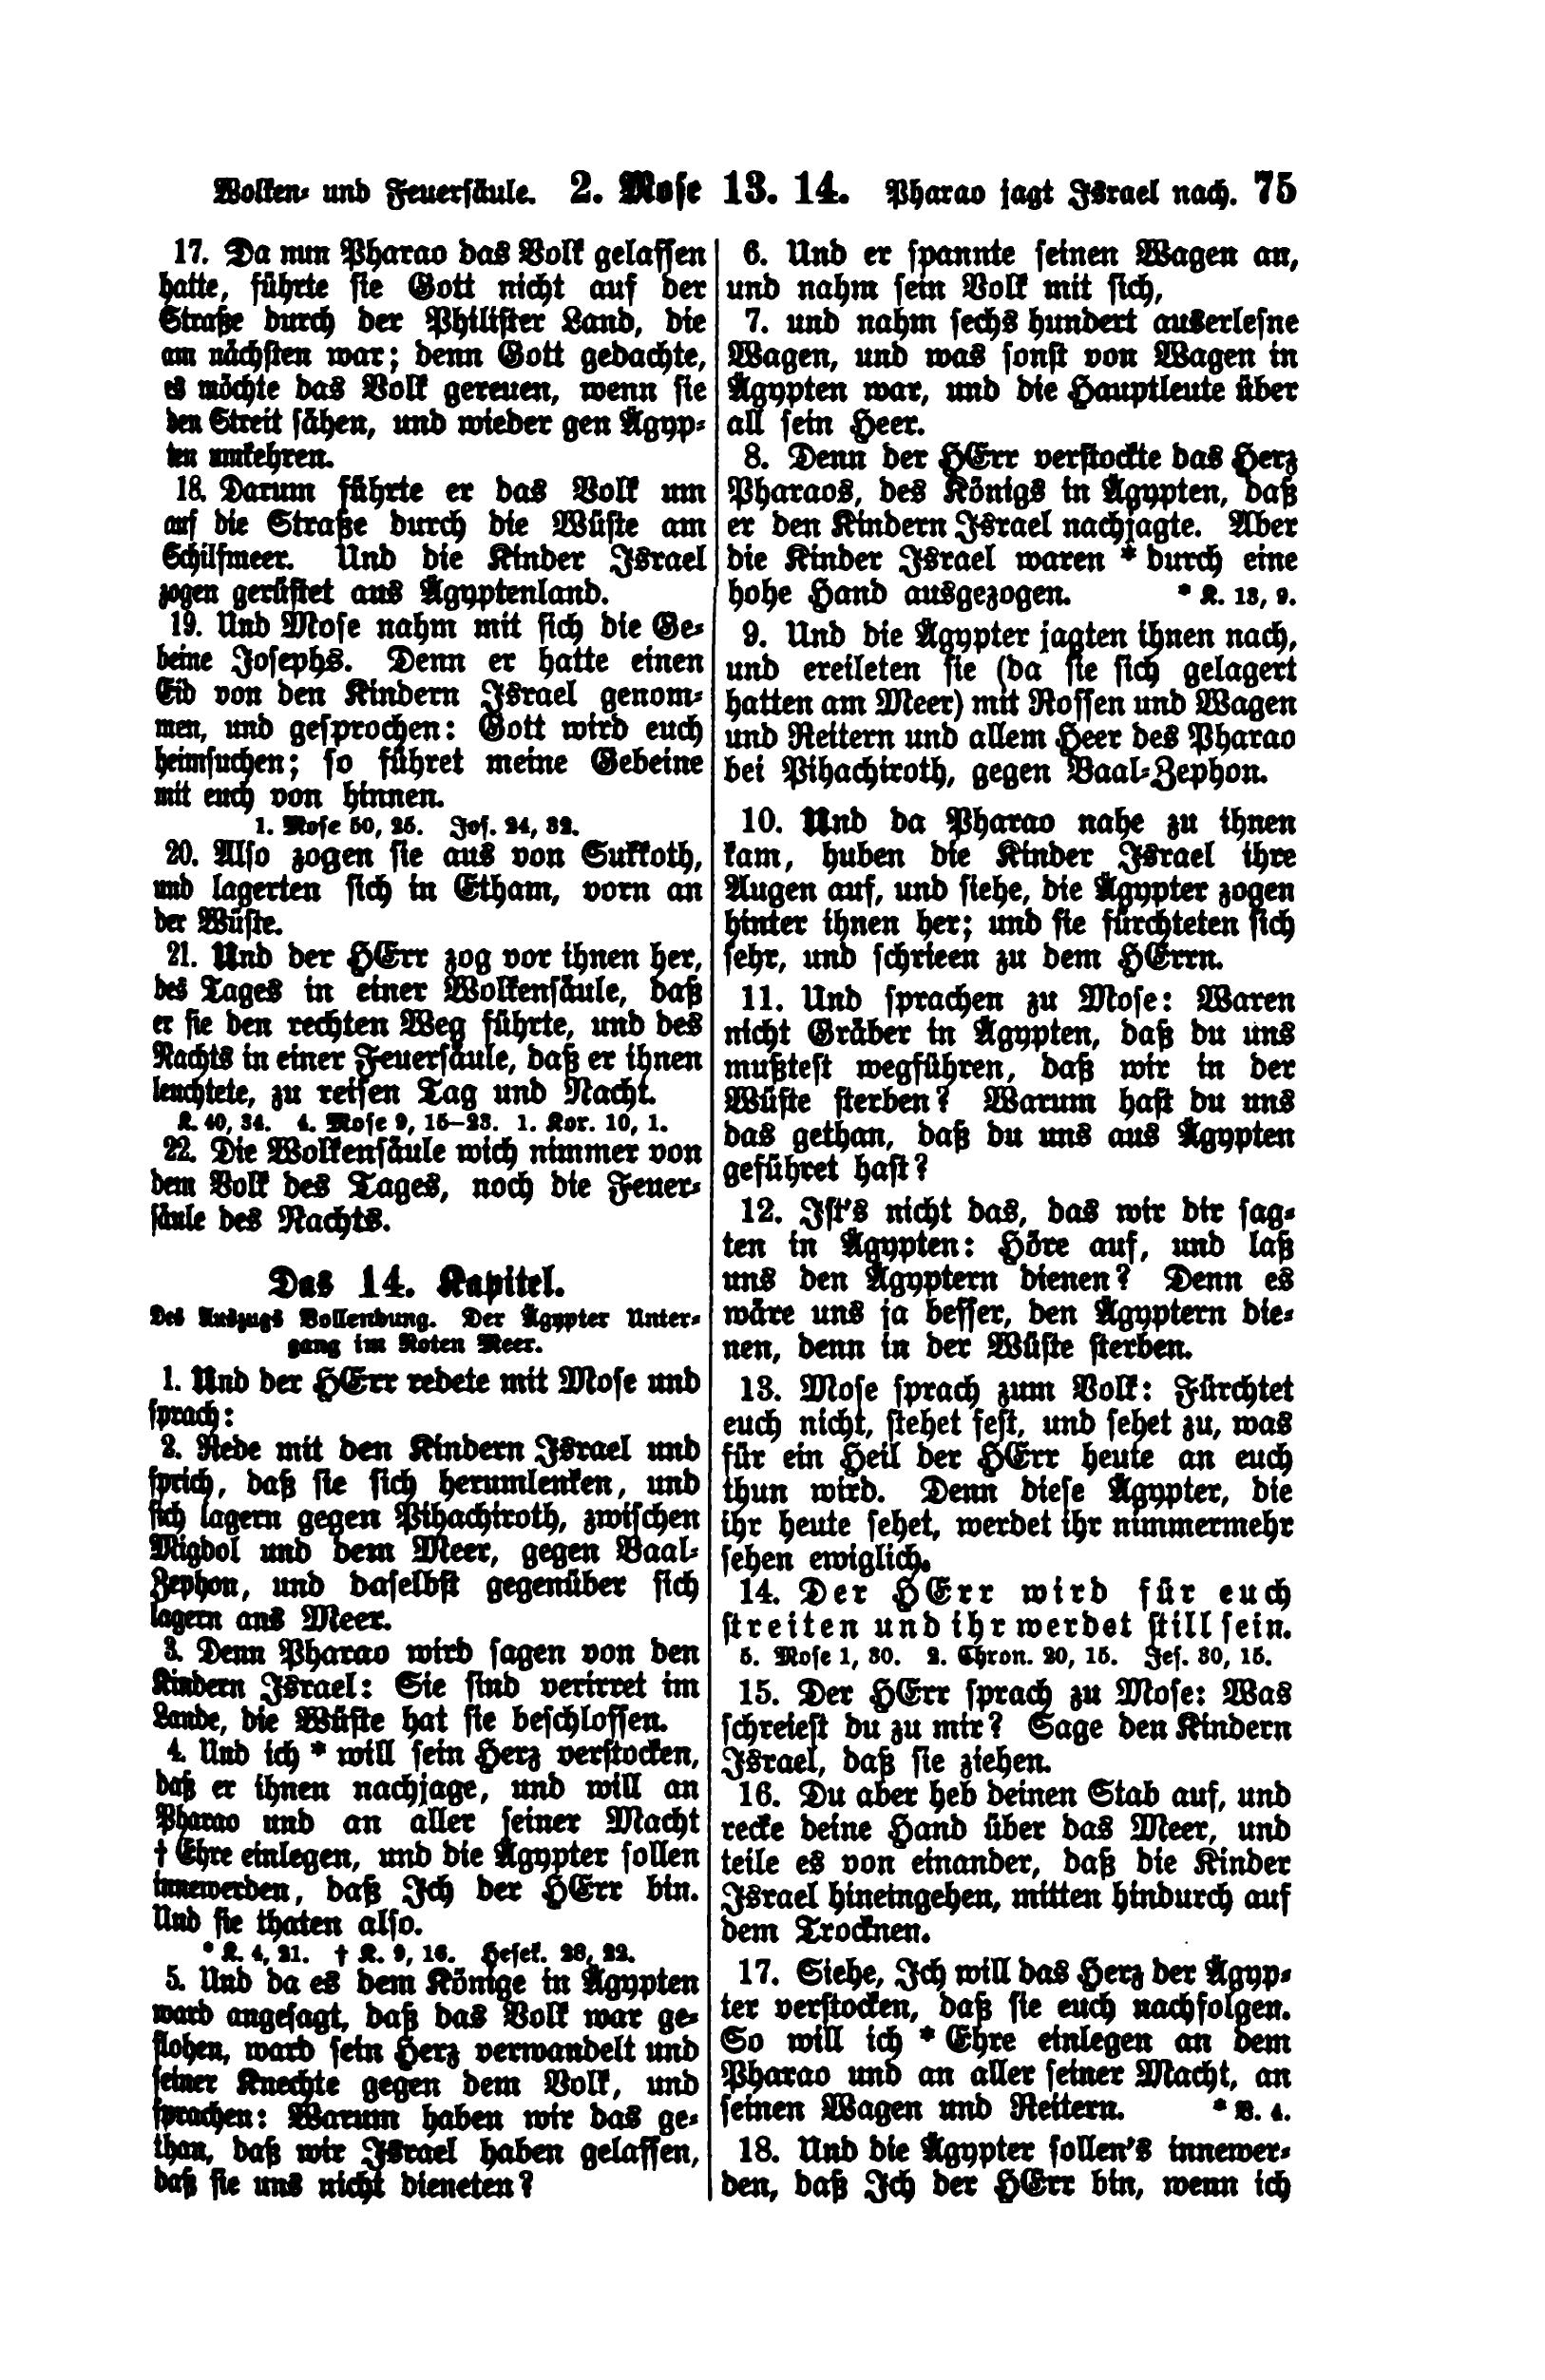 Wolken- und Feuersäule. 2. Mose 13. 14. Pharao jagt Israel nach. 75
17. Da nun Pharao das Volk gelassen
hatte, führte sie Gott nicht auf der
Straße durch der Philister Land, die
am nächsten war; denn Gott gedachte,
es möchte das Volk gereuen, wenn sie
den Streit sähen, und wieder gen Ägyp-
ten umkehren.
18. Darum führte er das Volk um
auf die Straße durch die Wüste am
Schilfmeer. Und die Kinder Israel
zogen gerüstet aus Ägyptenland.
19. Und Mose nahm mit sich die Ge-
beine Josephs. Denn er hatte einen
Eid von den Kindern Israel genom-
men, und gesprochen: Gott wird euch
heimsuchen; so führet meine Gebeine
mit euch von hinnen.
1. Mose 50, 25. Jos. 24, 32.
20. Also zogen sie aus von Sukkoth,
und lagerten sich in Etham, vorn an
der Wüste.
21. Und der HErr zog vor ihnen her,
des Tages in einer Wolkensäule, daß
er sie den rechten Weg führte, und des
Nachts in einer Feuersäule, daß er ihnen
leuchtete, zu reisen Tag und Nacht.
K. 40, 34. 4. Mose 9, 15–23. 1. Kor. 10, 1.
22. Die Wolkensäule wich nimmer von
dem Volk des Tages, noch die Feuer-
säule des Nachts.
Das 14. Kapitel.
Des Auszugs Vollendung. Der Ägypter Unter-
gang im Roten Meer.
1. Und der HErr redete mit Mose und
sprach:
2. Rede mit den Kindern Israel und
sprich, daß sie sich herumlenken, und
sich lagern gegen Pihachiroth, zwischen
Migdol und dem Meer, gegen Baal-
Zephon, und daselbst gegenüber sich
lagern ans Meer.
3. Denn Pharao wird sagen von den
Kindern Israel: Sie sind verirret im
Lande, die Wüste hat sie beschlossen.
4. Und ich * will sein Herz verstocken,
daß er ihnen nachjage, und will an
Pharao und an aller seiner Macht
† Ehre einlegen, und die Ägypter sollen
innewerden, daß Ich der HErr bin.
Und sie thaten also.
* K. 4, 21. † K. 9, 16. Hesek. 28, 22.
5. Und da es dem Könige in Ägypten
ward angesagt, daß das Volk war ge-
flohen, ward sein Herz verwandelt und
seiner Knechte gegen dem Volk, und
sprachen: Warum haben wir das ge-
than, daß wir Israel haben gelassen,
daß sie uns nicht dieneten?
6. Und er spannte seinen Wagen an,
und nahm sein Volk mit sich,
7. und nahm sechs hundert auserlesne
Wagen, und was sonst von Wagen in
Ägypten war, und die Hauptleute über
all sein Heer.
8. Denn der HErr verstockte das Herz
Pharaos, des Königs in Ägypten, daß
er den Kindern Israel nachjagte. Aber
die Kinder Israel waren * durch eine
hohe Hand ausgezogen. * K. 13, 9.
9. Und die Ägypter jagten ihnen nach,
und ereileten sie (da sie sich gelagert
hatten am Meer) mit Rossen und Wagen
und Reitern und allem Heer des Pharao
bei Pihachiroth, gegen Baal-Zephon.
10. Und da Pharao nahe zu ihnen
kam, huben die Kinder Israel ihre
Augen auf, und siehe, die Ägypter zogen
hinter ihnen her; und sie fürchteten sich
sehr, und schrieen zu dem HErrn.
11. Und sprachen zu Mose: Waren
nicht Gräber in Ägypten, daß du uns
mußtest wegführen, daß wir in der
Wüste sterben? Warum hast du uns
das gethan, daß du uns aus Ägypten
geführet hast?
12. Ist's nicht das, das wir dir sag-
ten in Ägypten: Höre auf, und laß
uns den Ägyptern dienen? Denn es
wäre uns ja besser, den Ägyptern die-
nen, denn in der Wüste sterben.
13. Mose sprach zum Volk: Fürchtet
euch nicht, stehet fest, und sehet zu, was
für ein Heil der HErr heute an euch
thun wird. Denn diese Ägypter, die
ihr heute sehet, werdet ihr nimmermehr
sehen ewiglich.
14. Der HErr wird für euch
streiten und ihr werdet still sein.
5. Mose 1, 30. 2. Chron. 20, 15. Jes. 30, 15.
15. Der HErr sprach zu Mose: Was
schreiest du zu mir? Sage den Kindern
Israel, daß sie ziehen.
16. Du aber heb deinen Stab auf, und
recke deine Hand über das Meer, und
teile es von einander, daß die Kinder
Israel hineingehen, mitten hindurch auf
dem Trocknen.
17. Siehe, Ich will das Herz der Ägyp-
ter verstocken, daß sie euch nachfolgen.
So will ich * Ehre einlegen an dem
Pharao und an aller seiner Macht, an
seinen Wagen und Reitern. * V. 4.
18. Und die Ägypter sollen's innewer-
den, daß Ich der HErr bin, wenn ich